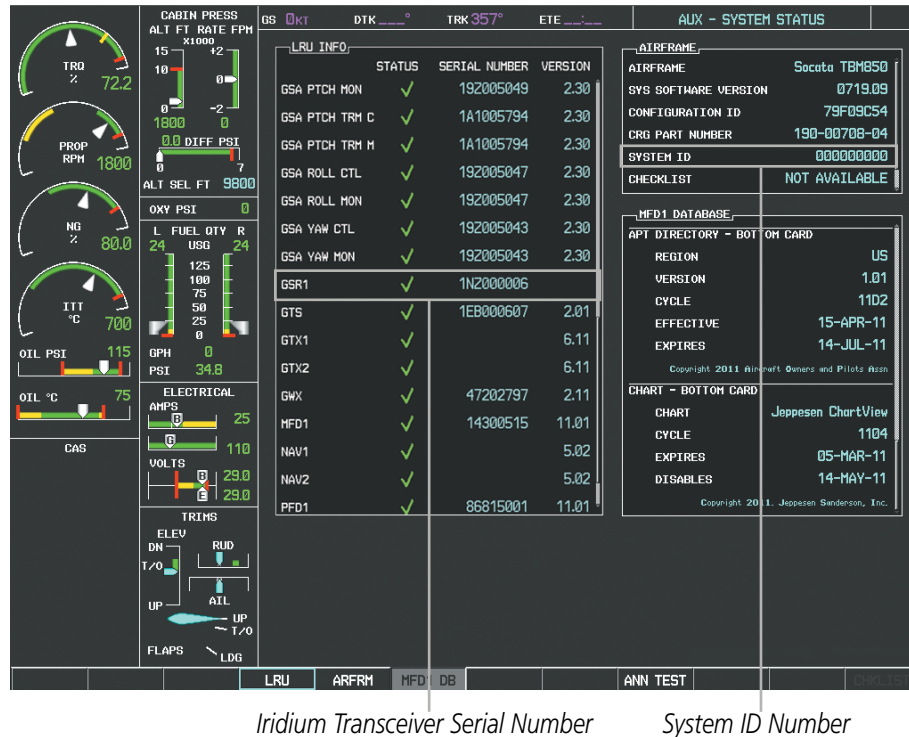 GS 0KT DTK ___° TRK 357° ETE __:__ AUX – SYSTEM STATUS
TRQ
%
72.2
PROP
RPM
1800
NG
%
80.0
ITT
°C
700
OIL PSI 115
OIL °C 75
CAS
CABIN PRESS
ALT FT RATE FPM
X1000
15 +2
10 0
0 -2
1800 0
0.0 DIFF PSI
0 7
ALT SEL FT 9800
OXY PSI 0
L FUEL QTY R
24 USG 24
125
100
75
50
25
0
GPH 0
PSI 34.8
ELECTRICAL
AMPS
B 25
G 110
VOLTS
B 29.0
E 29.0
TRIMS
ELEV
DN RUD
T/O
UP AIL
UP
T/O
FLAPS LDG
LRU INFO
STATUS SERIAL NUMBER VERSION
GSA PTCH MON ✓ 19Z005049 2.30
GSA PTCH TRM C ✓ 1A1005794 2.30
GSA PTCH TRM M ✓ 1A1005794 2.30
GSA ROLL CTL ✓ 19Z005047 2.30
GSA ROLL MON ✓ 19Z005047 2.30
GSA YAW CTL ✓ 19Z005043 2.30
GSA YAW MON ✓ 19Z005043 2.30
GSR1 ✓ 1NZ000006
GTS ✓ 1EB000607 2.01
GTX1 ✓ 6.11
GTX2 ✓ 6.11
GWX ✓ 47202797 2.11
MFD1 ✓ 14300515 11.01
NAV1 ✓ 5.02
NAV2 ✓ 5.02
PFD1 ✓ 86815001 11.01
AIRFRAME
AIRFRAME Socata TBM850
SYS SOFTWARE VERSION 0719.09
CONFIGURATION ID 79F09C54
CRG PART NUMBER 190-00708-04
SYSTEM ID 000000000
CHECKLIST NOT AVAILABLE
MFD1 DATABASE
APT DIRECTORY – BOTTOM CARD
REGION US
VERSION 1.01
CYCLE 11D2
EFFECTIVE 15-APR-11
EXPIRES 14-JUL-11
Copyright 2011 Aircraft Owners and Pilots Assn
CHART – BOTTOM CARD
CHART Jeppesen ChartView
CYCLE 1104
EXPIRES 05-MAR-11
DISABLES 14-MAY-11
Copyright 2011. Jeppesen Sanderson, Inc.
LRU ARFRM MFD1 DB ANN TEST CHKLIST
Iridium Transceiver Serial Number System ID Number